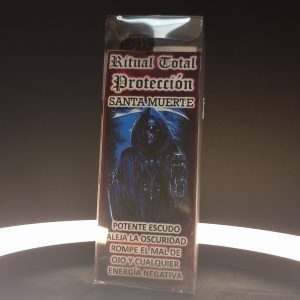 Ritual Total
Protección
SANTA MUERTE
POTENTE ESCUDO
ALEJA LA OSCURIDAD
ROMPE EL MAL DE
OJO Y CUALQUIER
ENERGÍA NEGATIVA